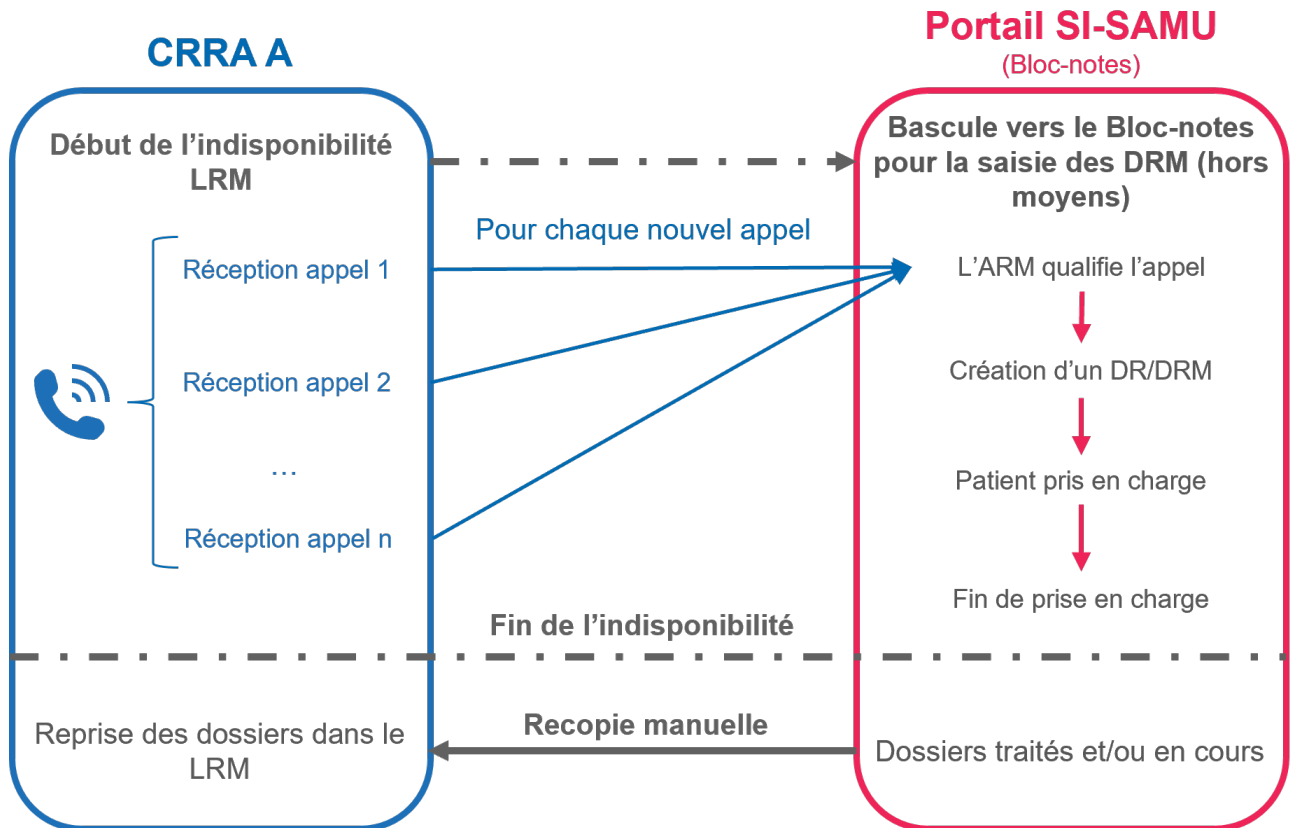 CRRA A
Portail SI-SAMU
(Bloc-notes)
Début de l’indisponibilité
LRM
Bascule vers le Bloc-notes
pour la saisie des DRM (hors
moyens)
Pour chaque nouvel appel
Réception appel 1
Réception appel 2
...
Réception appel n
L’ARM qualifie l’appel
Création d’un DR/DRM
Patient pris en charge
Fin de prise en charge
Fin de l’indisponibilité
Reprise des dossiers dans le
LRM
Recopie manuelle
Dossiers traités et/ou en cours